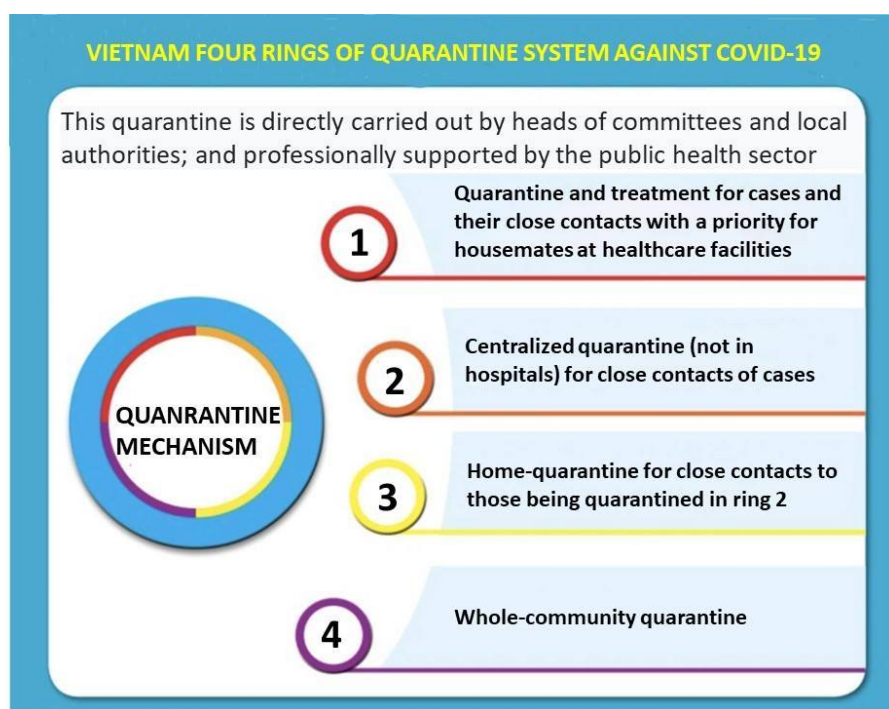 VIETNAM FOUR RINGS OF QUARANTINE SYSTEM AGAINST COVID-19
This quarantine is directly carried out by heads of committees and local
authorities; and professionally supported by the public health sector
QUANRANTINE
MECHANISM
1
Quarantine and treatment for cases and
their close contacts with a priority for
housemates at healthcare facilities
2
Centralized quarantine (not in
hospitals) for close contacts of cases
3
Home-quarantine for close contacts to
those being quarantined in ring 2
4
Whole-community quarantine